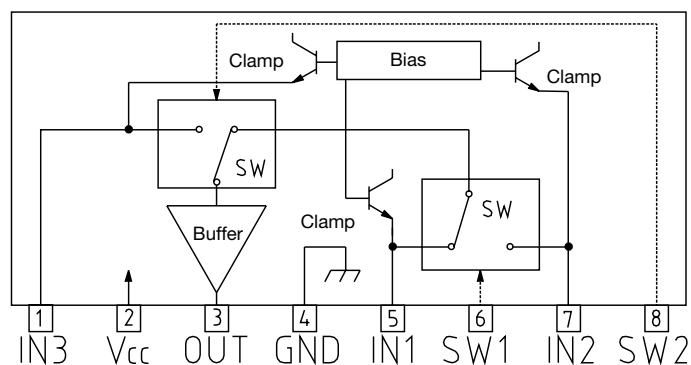 Clamp
Bias
Clamp
SW
SW
Clamp
Buffer
1 2 3 4 5 6 7 8
IN3 Vcc OUT GND IN1 SW1 IN2 SW2